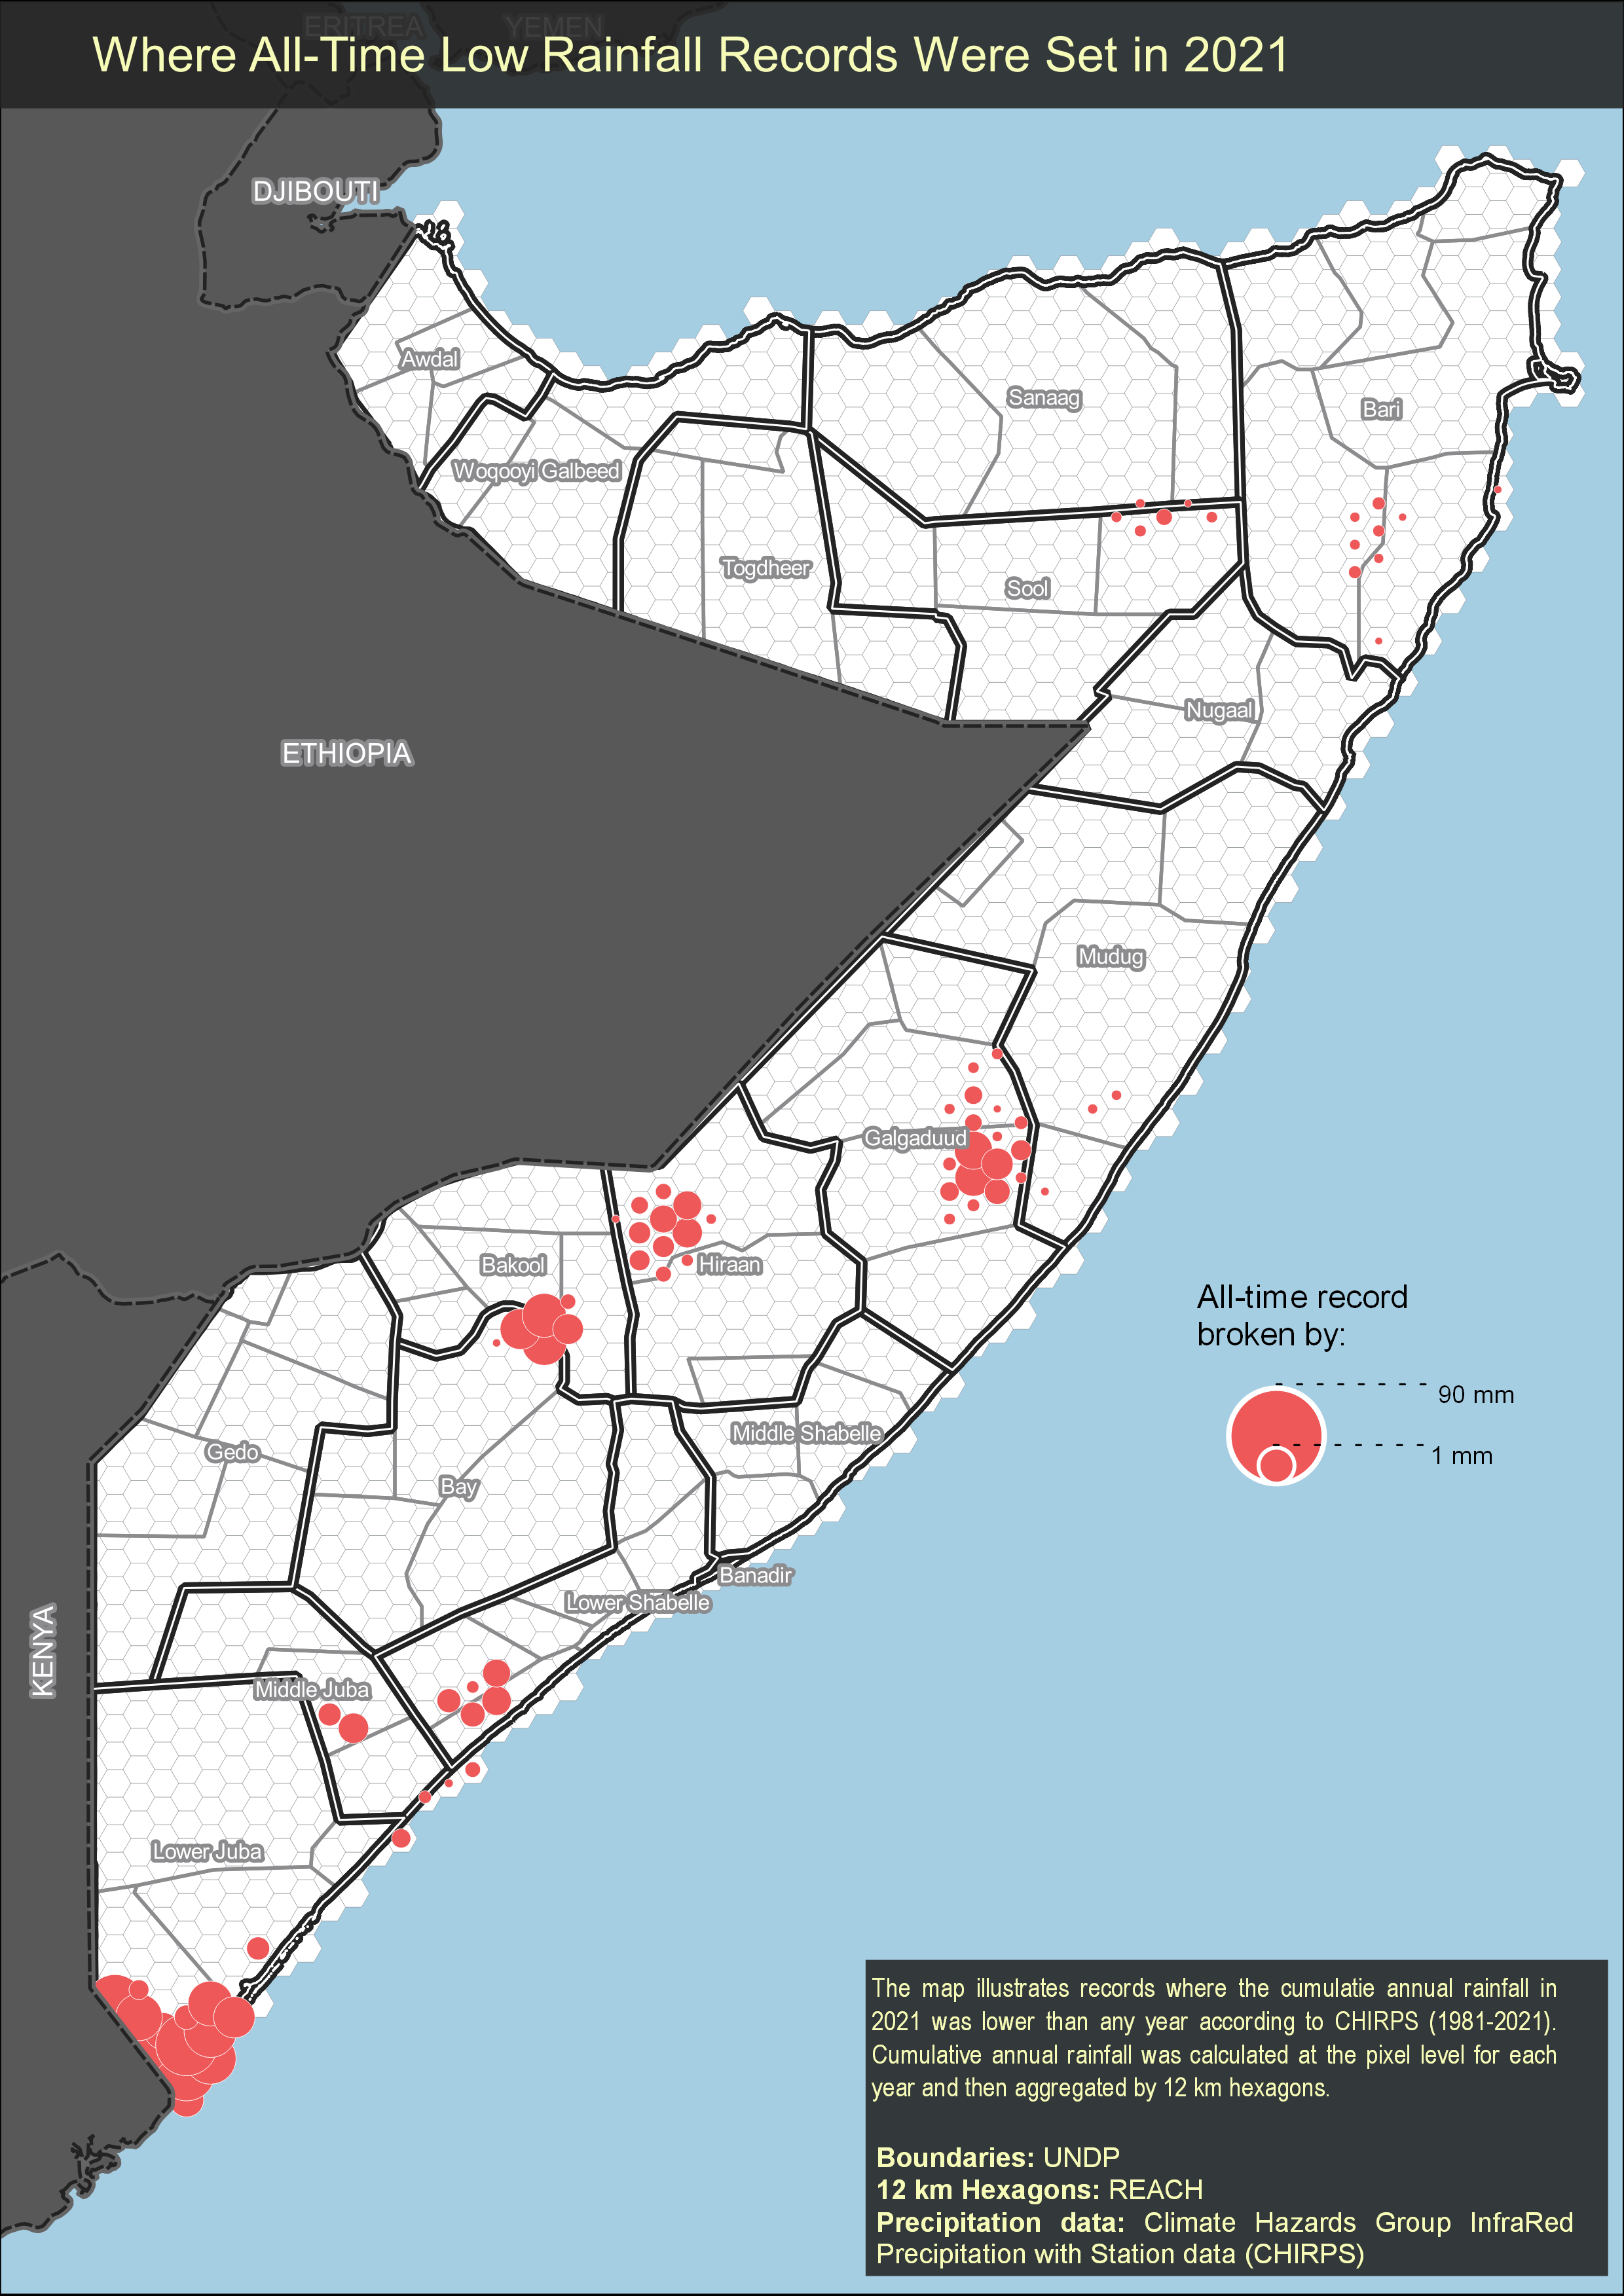 ERITREA
YEMEN
Where All-Time Low Rainfall Records Were Set in 2021
DJIBOUTI
Awdal
Sanaag
Bari
Woqooyi Galbeed
Togdheer
Sool
Nugaal
ETHIOPIA
Mudug
Galgaduud
Bakool
Hiraan
All-time record
broken by:
90 mm
1 mm
Middle Shabelle
Gedo
Bay
Banadir
Lower Shabelle
KENYA
Middle Juba
Lower Juba
The map illustrates records where the cumulatie annual rainfall in
2021 was lower than any year according to CHIRPS (1981-2021).
Cumulative annual rainfall was calculated at the pixel level for each
year and then aggregated by 12 km hexagons.
Boundaries: UNDP
12 km Hexagons: REACH
Precipitation data: Climate Hazards Group InfraRed
Precipitation with Station data (CHIRPS)